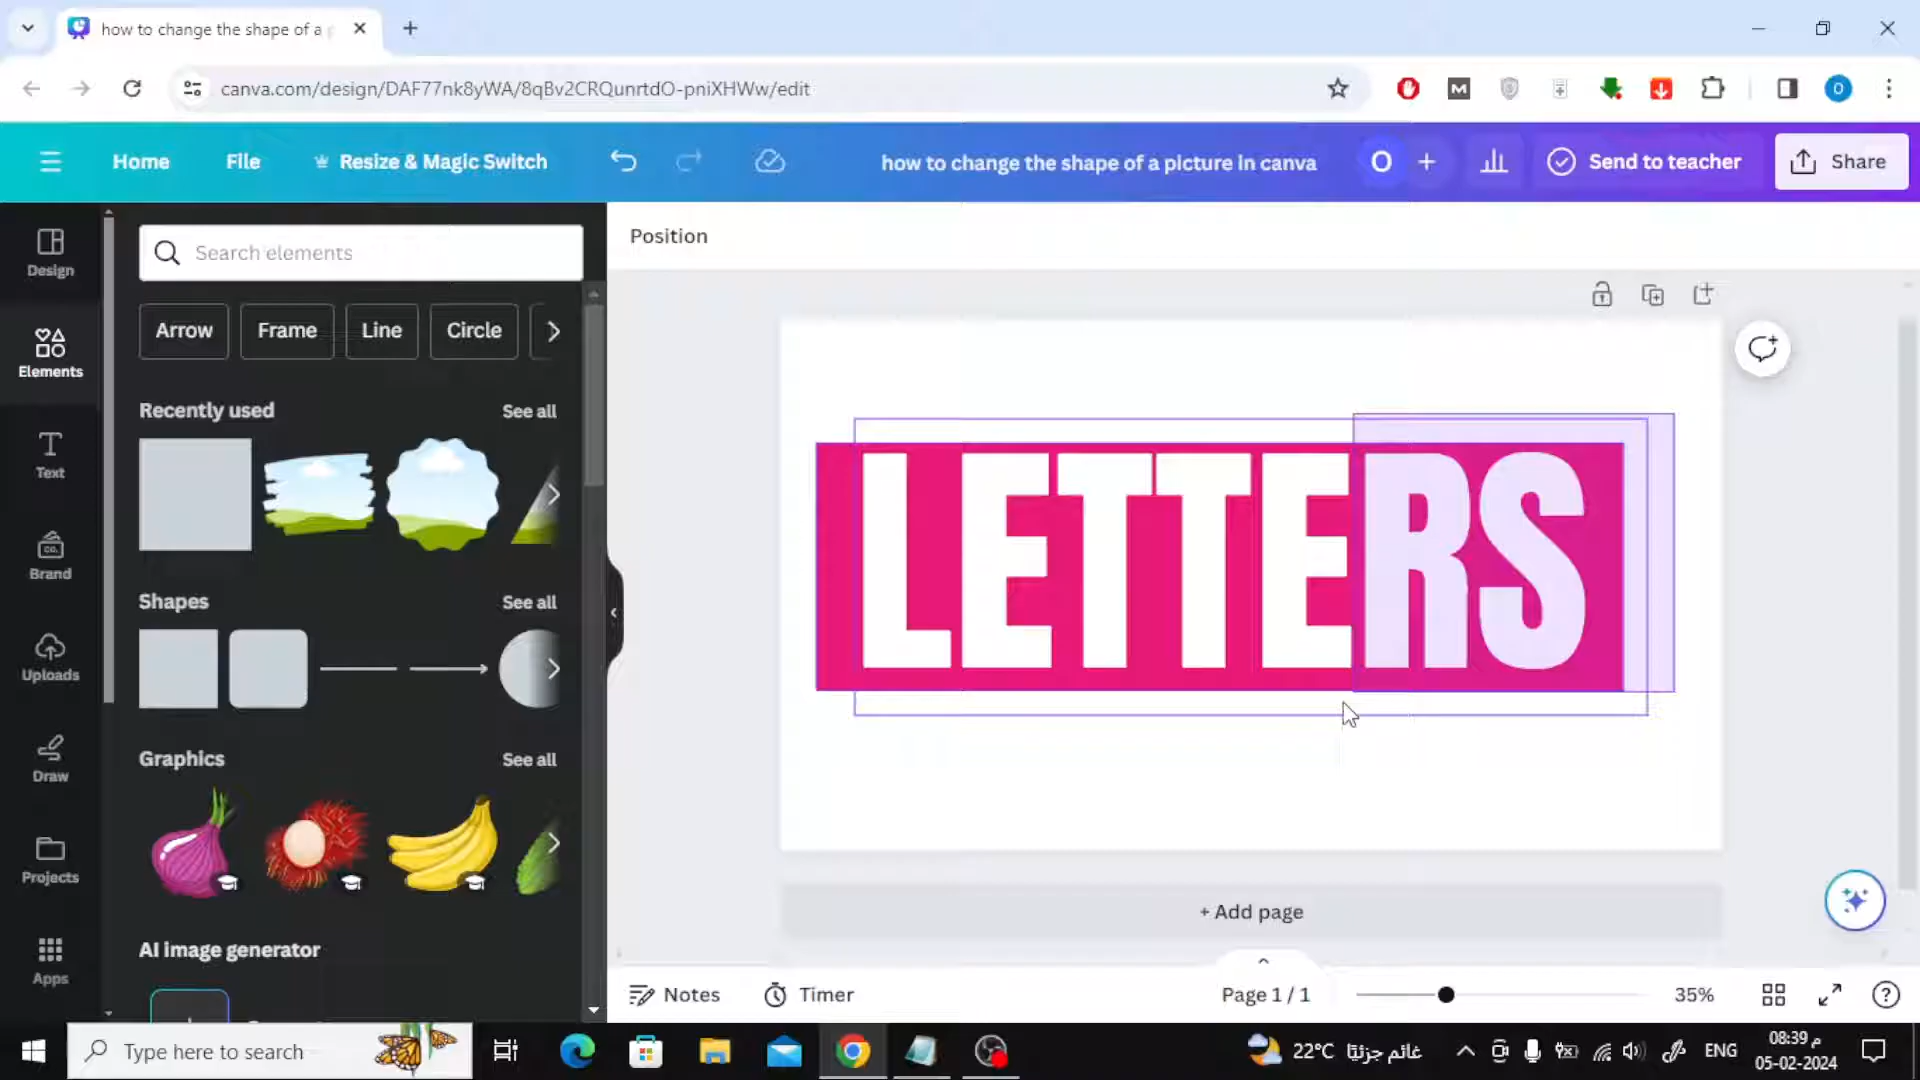 how to change the shape of a p
canva.com/design/DAF77nk8yWA/8qBv2CRQunrtdO-pniXHWw/edit
Home
File
Resize & Magic Switch
how to change the shape of a picture in canva
O
Send to teacher
Share
Design
Elements
Text
Brand
Uploads
Draw
Projects
Apps
Search elements
Arrow
Frame
Line
Circle
Recently used
See all
Shapes
See all
Graphics
See all
AI image generator
Position
LETTERS
+ Add page
Notes
Timer
Page 1 / 1
35%
Type here to search
22°C
غائم جزئيًا
ENG
08:39 م
05-02-2024